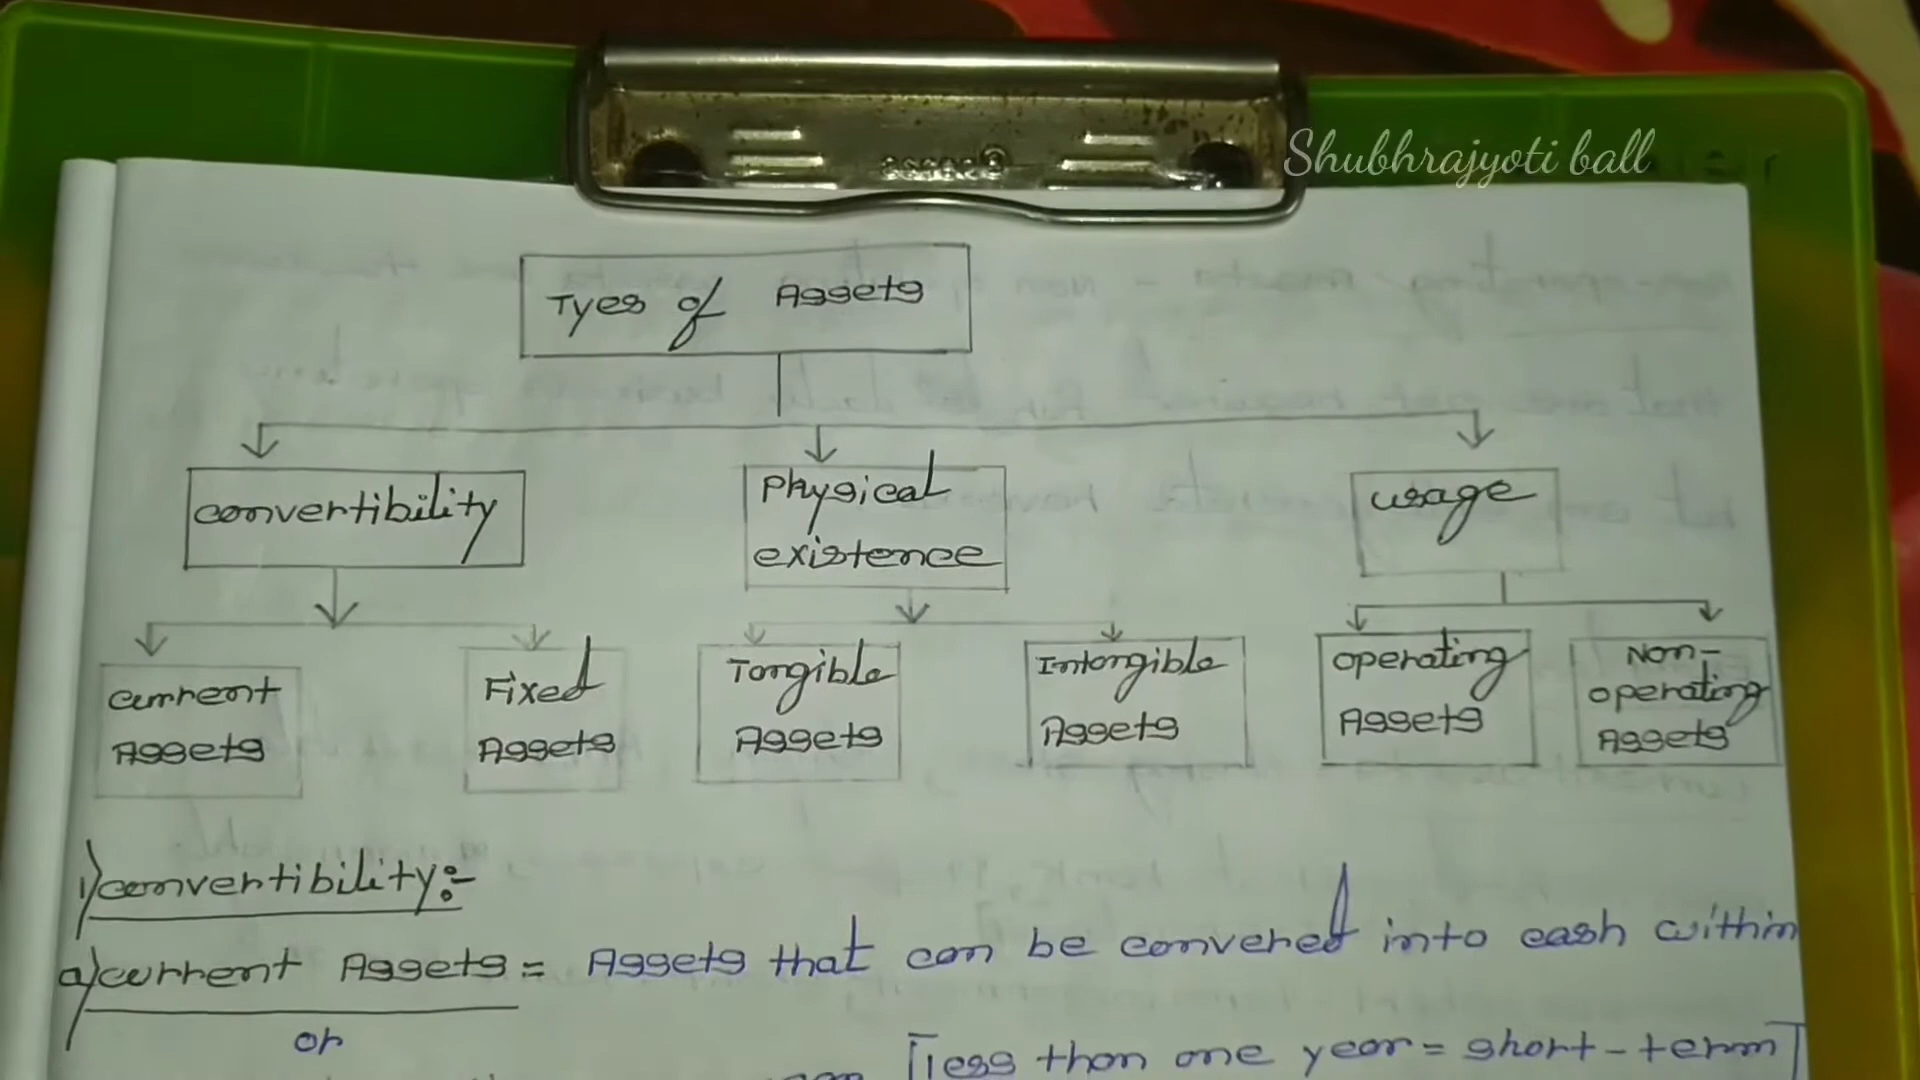 Shubhrajyoti ball
Tyes of Assets
convertibility
Physical
existence
usage
current
Assets
Fixed
Assets
Tangible
Assets
Intangible
Assets
operating
Assets
Non-
operating
Assets
1) convertibility:-
a) current Assets = Assets that can be convered into cash within
or
[less than one year = short-term]